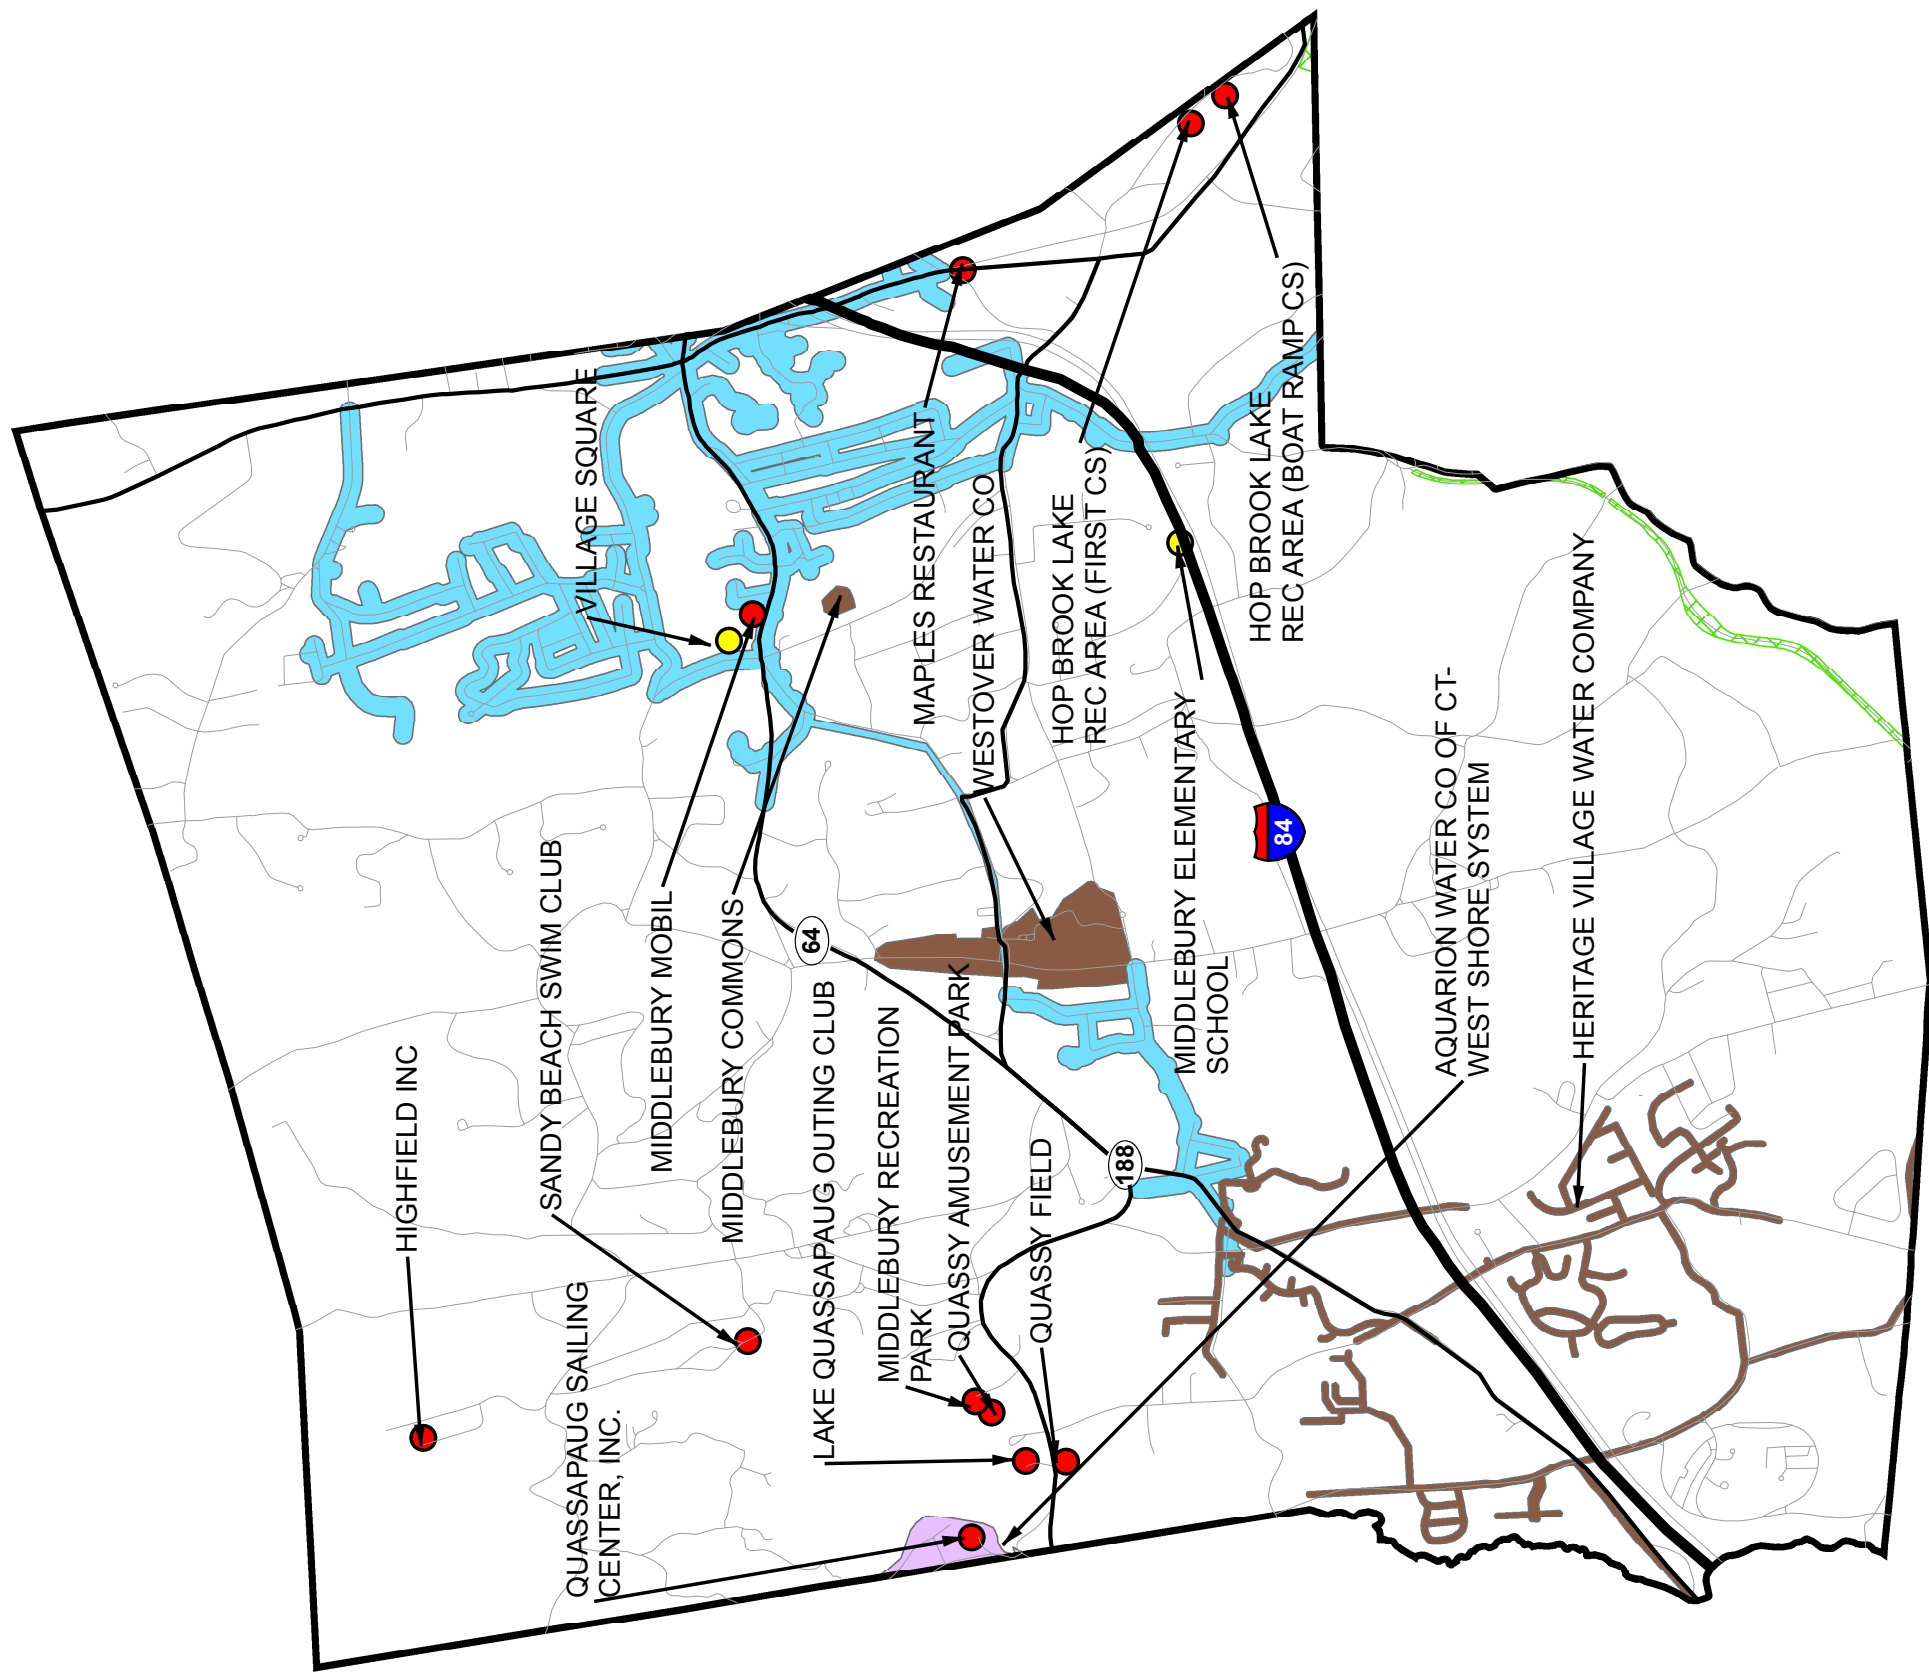 HIGHFIELD INC
SANDY BEACH SWIM CLUB
QUASSAPAUG SAILING
CENTER, INC.
VILLAGE SQUARE
MIDDLEBURY MOBIL
MIDDLEBURY COMMONS
64
LAKE QUASSAPAUG OUTING CLUB
MIDDLEBURY RECREATION
PARK
QUASSY AMUSEMENT PARK
QUASSY FIELD
MAPLES RESTAURANT
WESTOVER WATER CO
HOP BROOK LAKE
REC AREA (FIRST CS)
188
MIDDLEBURY ELEMENTARY
SCHOOL
HOP BROOK LAKE
REC AREA (BOAT RAMP CS)
84
AQUARION WATER CO OF CT-
WEST SHORE SYSTEM
HERITAGE VILLAGE WATER COMPANY